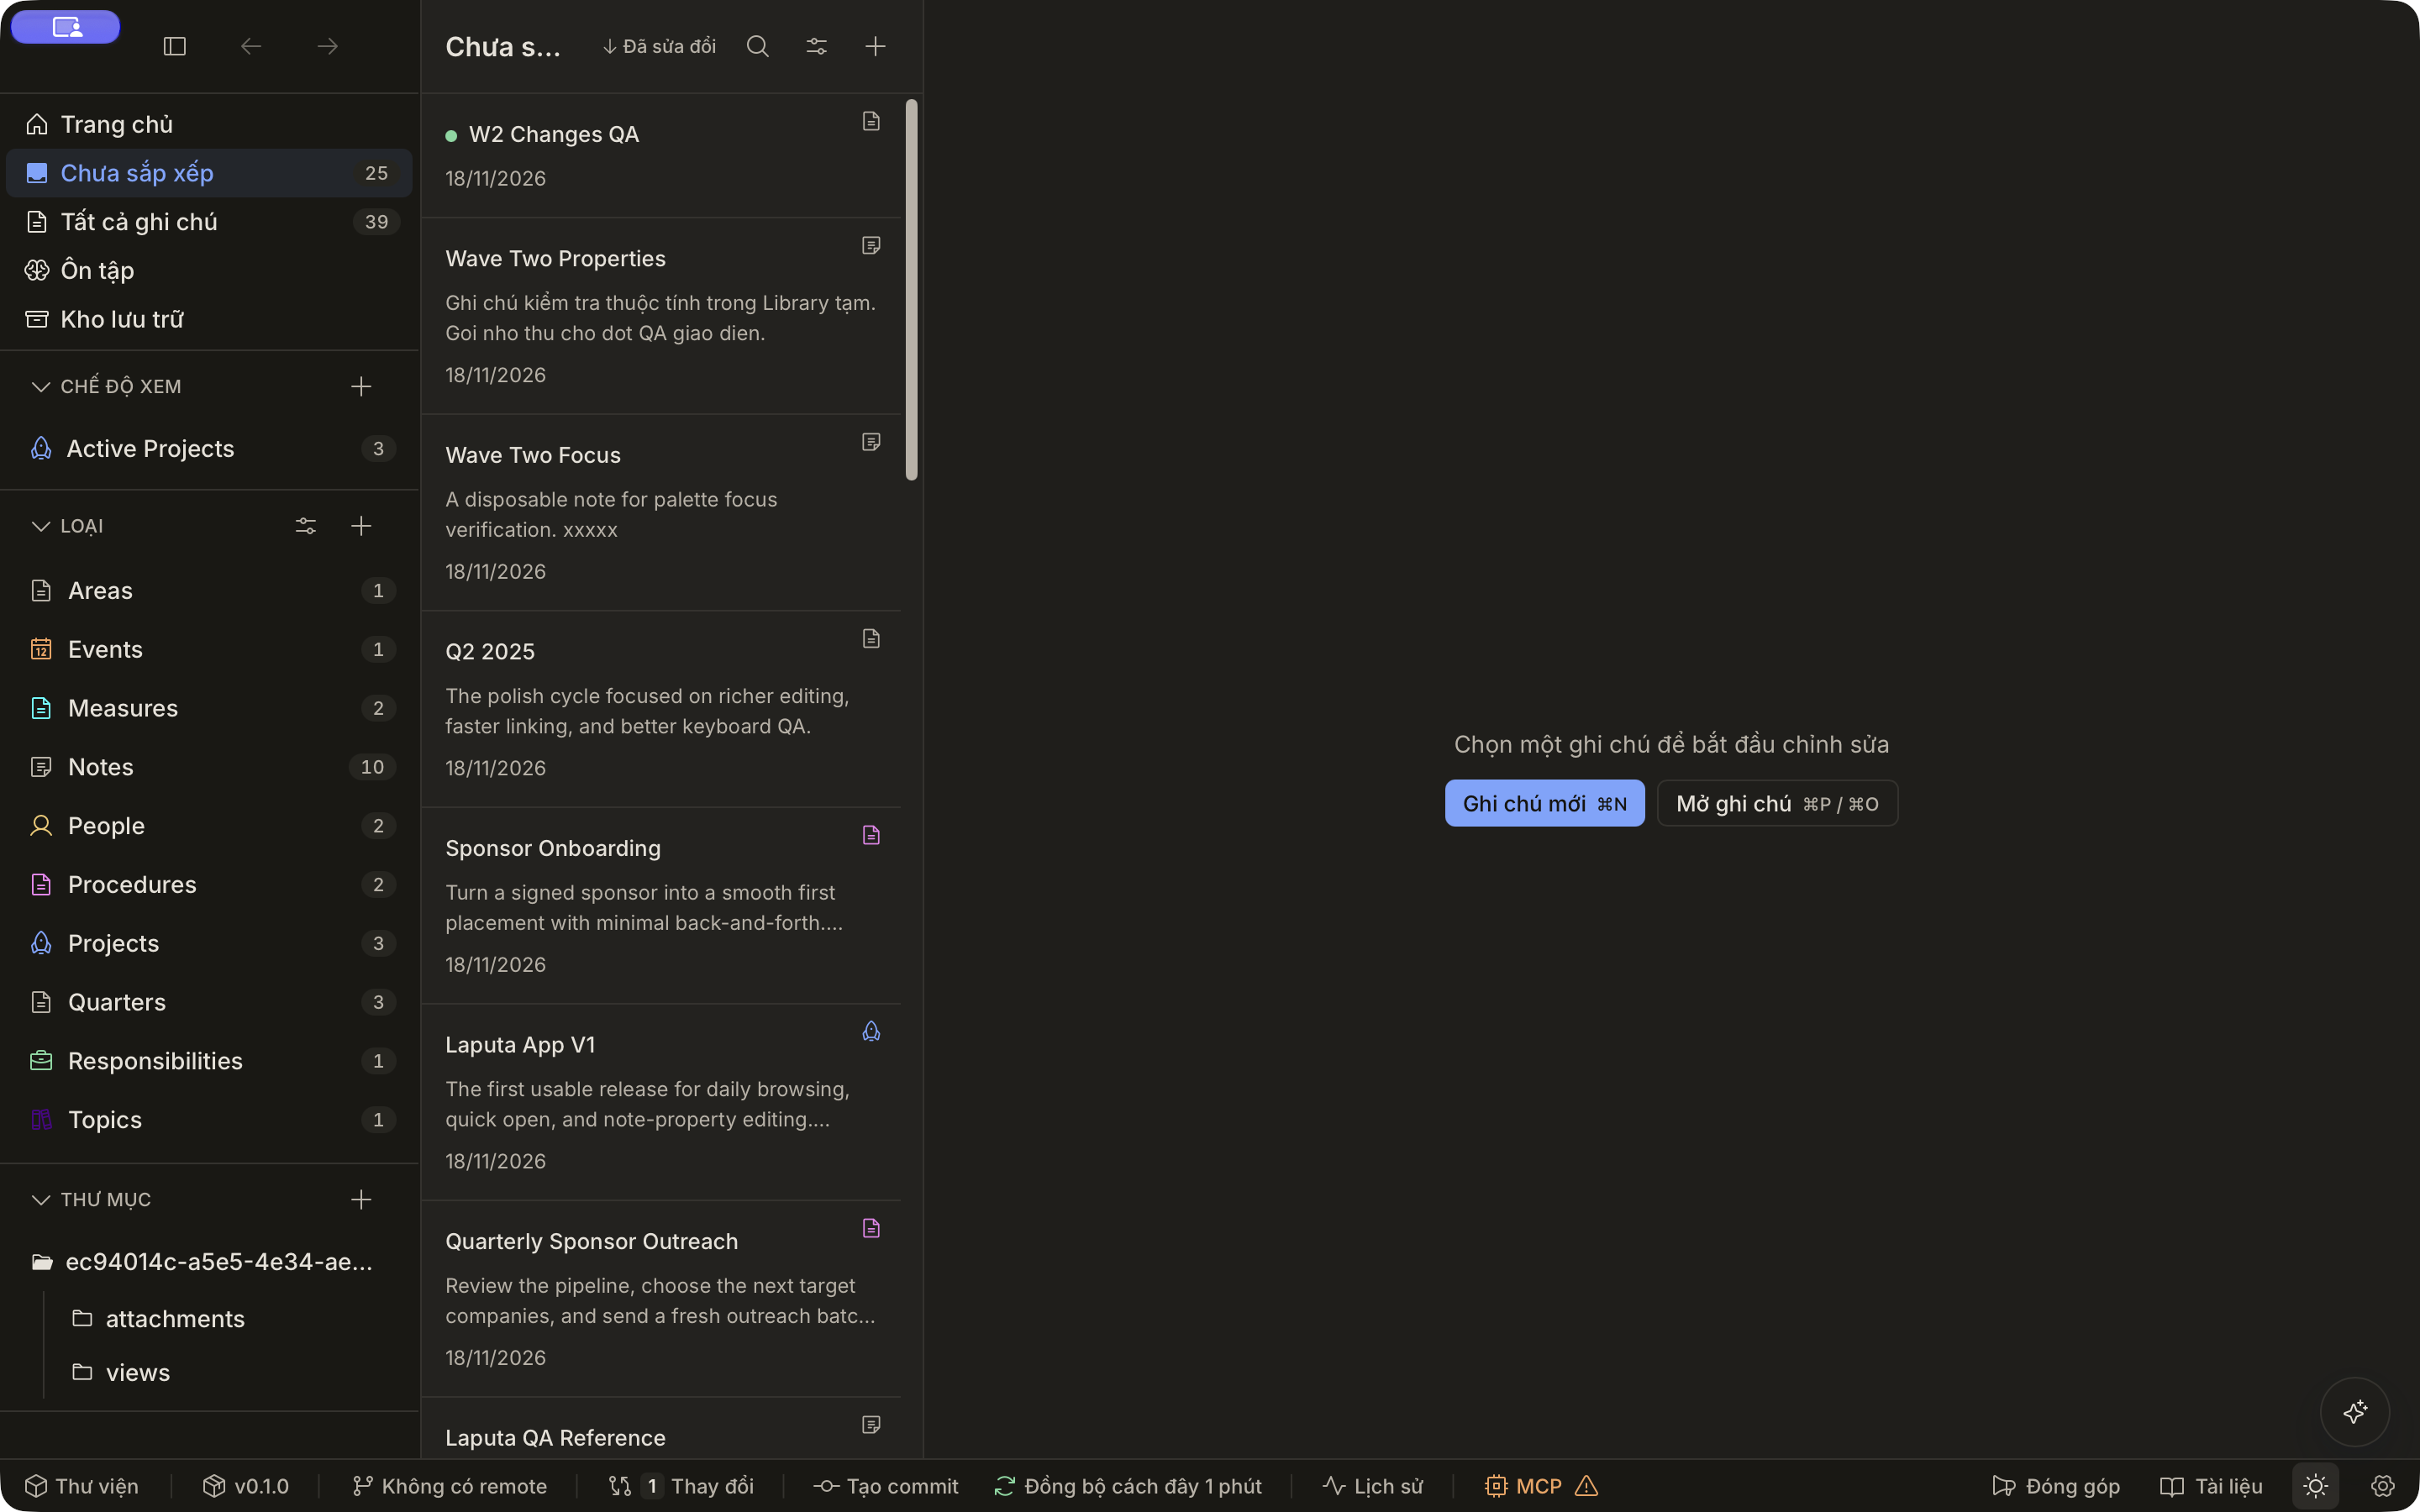 Chưa s...
Đã sửa đổi
Trang chủ
Chưa sắp xếp 25
Tất cả ghi chú 39
Ôn tập
Kho lưu trữ
CHẾ ĐỘ XEM
Active Projects 3
LOẠI
Areas 1
12 Events 1
Measures 2
Notes 10
People 2
Procedures 2
Projects 3
Quarters 3
Responsibilities 1
Topics 1
THƯ MỤC
ec94014c-a5e5-4e34-ae...
attachments
views
W2 Changes QA
18/11/2026
Wave Two Properties
Ghi chú kiểm tra thuộc tính trong Library tạm.
Goi nho thu cho dot QA giao dien.
18/11/2026
Wave Two Focus
A disposable note for palette focus
verification. xxxxx
18/11/2026
Q2 2025
The polish cycle focused on richer editing,
faster linking, and better keyboard QA.
18/11/2026
Sponsor Onboarding
Turn a signed sponsor into a smooth first
placement with minimal back-and-forth....
18/11/2026
Laputa App V1
The first usable release for daily browsing,
quick open, and note-property editing....
18/11/2026
Quarterly Sponsor Outreach
Review the pipeline, choose the next target
companies, and send a fresh outreach batc...
18/11/2026
Laputa QA Reference
Chọn một ghi chú để bắt đầu chỉnh sửa
Ghi chú mới ⌘N Mở ghi chú ⌘P / ⌘O
Thư viện v0.1.0 Không có remote 1 Thay đổi Tạo commit Đồng bộ cách đây 1 phút Lịch sử MCP Đóng góp Tài liệu